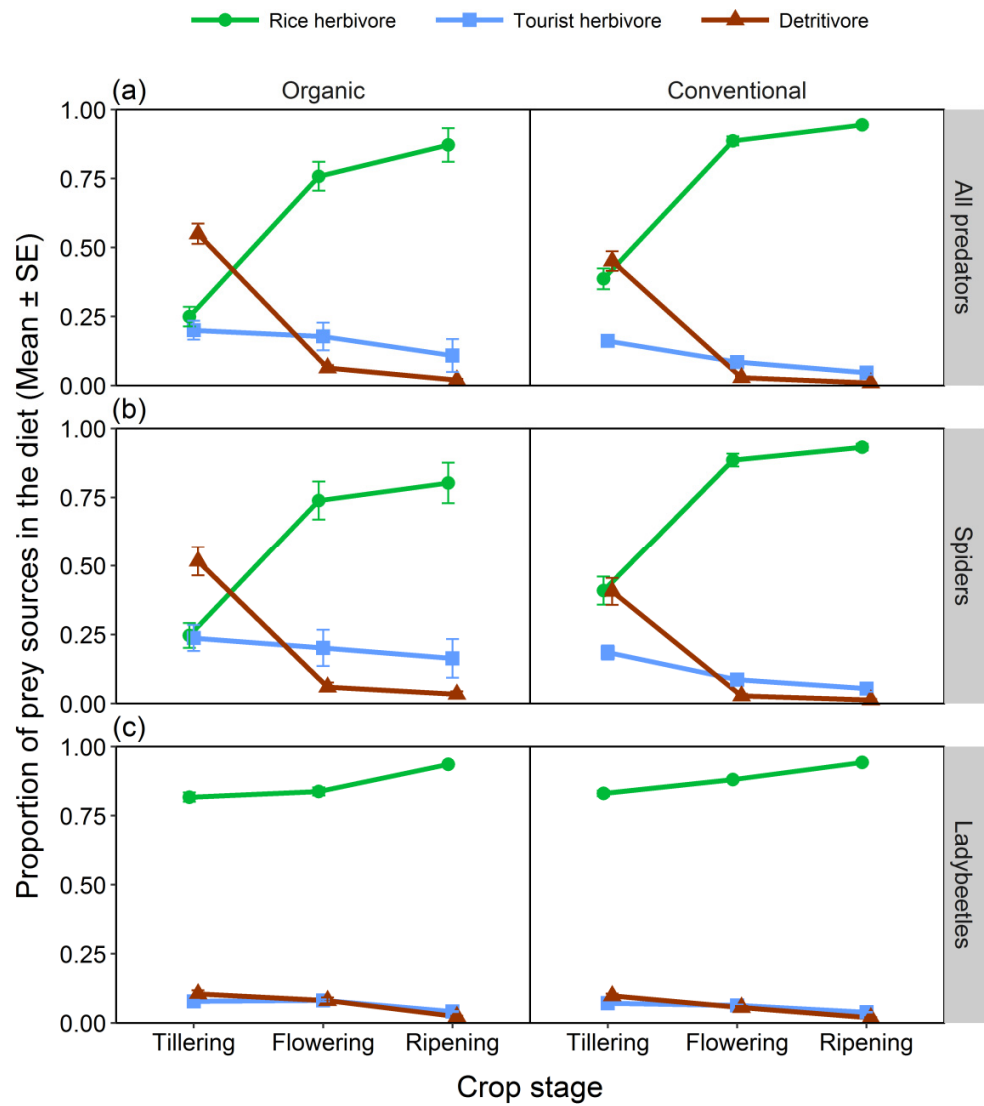 Rice herbivore Tourist herbivore Detritivore
(a) Organic Conventional
1.00
0.75
0.50
0.25
0.00
All predators
(b)
1.00
0.75
0.50
0.25
0.00
Spiders
(c)
1.00
0.75
0.50
0.25
0.00
Ladybeetles
Proportion of prey sources in the diet (Mean ± SE)
Tillering Flowering Ripening Tillering Flowering Ripening
Crop stage